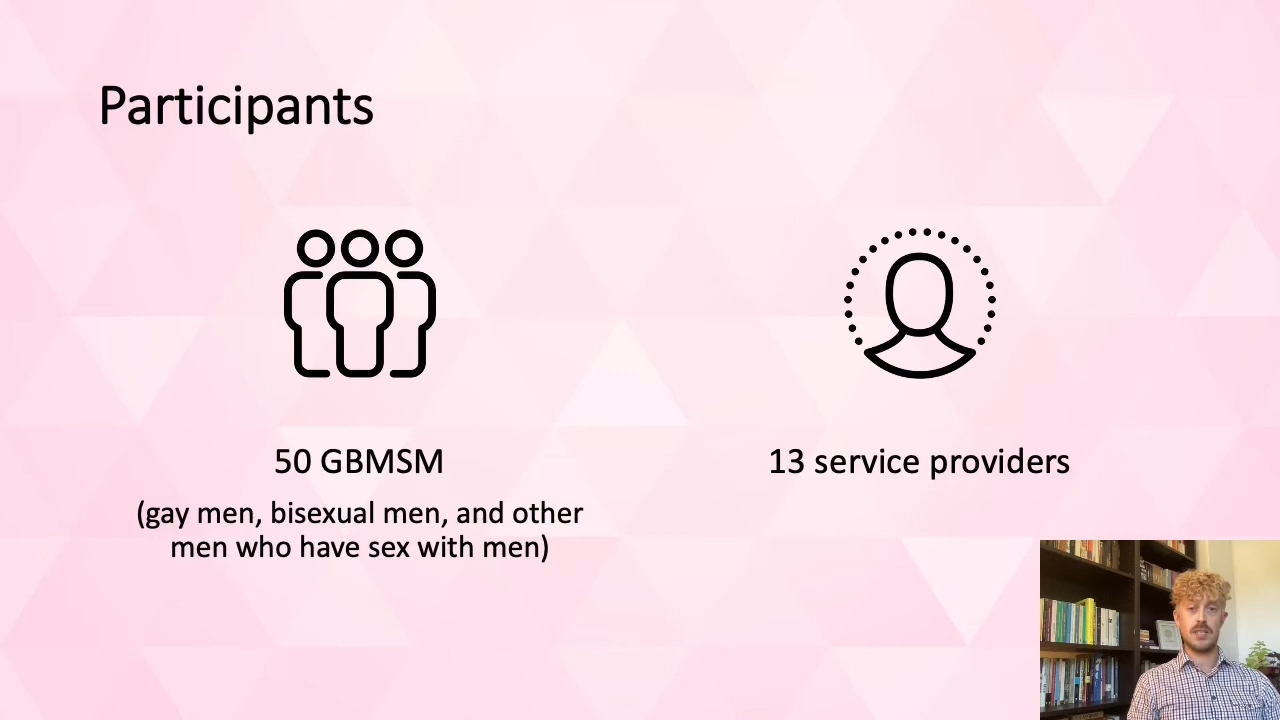 Participants
50 GBMSM
(gay men, bisexual men, and other
men who have sex with men)
13 service providers